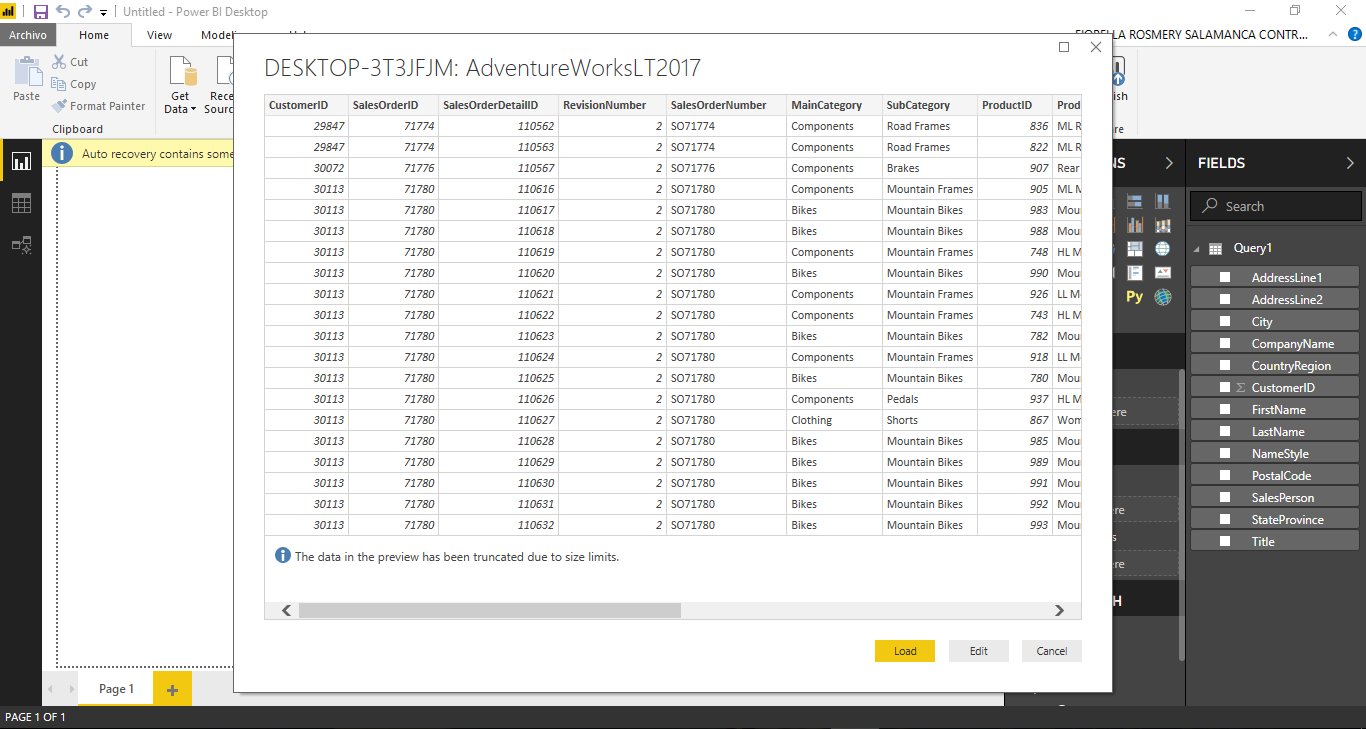 Untitled - Power BI Desktop
Archivo Home View
FIORELLA ROSMERY SALAMANCA CONTR...
Paste
Cut
Copy
Format Painter
Clipboard
Get Data
Auto recovery contains some
DESKTOP-3T3JFJM: AdventureWorksLT2017
CustomerID SalesOrderID SalesOrderDetailID RevisionNumber SalesOrderNumber MainCategory SubCategory ProductID Prod
29847 71774 110562 2 SO71774 Components Road Frames 836 ML R
29847 71774 110563 2 SO71774 Components Road Frames 822 ML R
30072 71776 110567 2 SO71776 Components Brakes 907 Rear
30113 71780 110616 2 SO71780 Components Mountain Frames 905 ML M
30113 71780 110617 2 SO71780 Bikes Mountain Bikes 983 Mou
30113 71780 110618 2 SO71780 Bikes Mountain Bikes 988 Mou
30113 71780 110619 2 SO71780 Components Mountain Frames 748 HL M
30113 71780 110620 2 SO71780 Bikes Mountain Bikes 990 Mou
30113 71780 110621 2 SO71780 Components Mountain Frames 926 LL M
30113 71780 110622 2 SO71780 Components Mountain Frames 743 HL M
30113 71780 110623 2 SO71780 Bikes Mountain Bikes 782 Mou
30113 71780 110624 2 SO71780 Components Mountain Frames 918 LL M
30113 71780 110625 2 SO71780 Bikes Mountain Bikes 780 Mou
30113 71780 110626 2 SO71780 Components Pedals 937 HL M
30113 71780 110627 2 SO71780 Clothing Shorts 867 Wom
30113 71780 110628 2 SO71780 Bikes Mountain Bikes 985 Mou
30113 71780 110629 2 SO71780 Bikes Mountain Bikes 989 Mou
30113 71780 110630 2 SO71780 Bikes Mountain Bikes 991 Mou
30113 71780 110631 2 SO71780 Bikes Mountain Bikes 992 Mou
30113 71780 110632 2 SO71780 Bikes Mountain Bikes 993 Mou
The data in the preview has been truncated due to size limits.
Load Edit Cancel
Py
FIELDS
Search
Query1
AddressLine1
AddressLine2
City
CompanyName
CountryRegion
Σ CustomerID
FirstName
LastName
NameStyle
PostalCode
SalesPerson
StateProvince
Title
Page 1
PAGE 1 OF 1